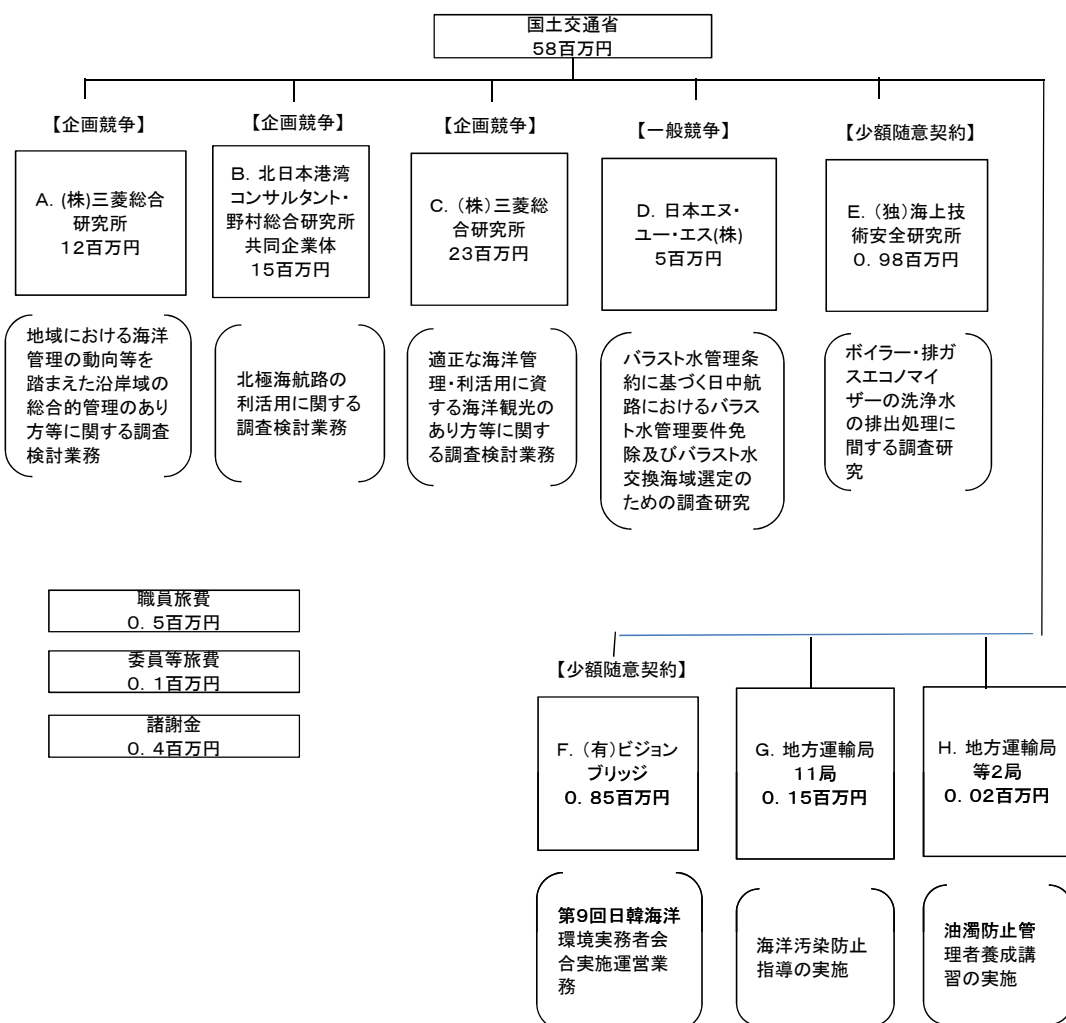 国土交通省
58百万円
【企画競争】
【企画競争】
【企画競争】
【一般競争】
【少額随意契約】
A. (株)三菱総合
研究所
12百万円
B. 北日本港湾
コンサルタント・
野村総合研究所
共同企業体
15百万円
C. (株)三菱総
合研究所
23百万円
D. 日本エヌ・
ユー・エス(株)
5百万円
E. (独)海上技
術安全研究所
0. 98百万円
地域における海洋
管理の動向等を
踏まえた沿岸域の
総合的管理のあり
方等に関する調査
検討業務
北極海航路の
利活用に関する
調査検討業務
適正な海洋管
理・利活用に資
する海洋観光の
あり方等に関す
る調査検討業務
バラスト水管理条
約に基づく日中航
路におけるバラス
ト水管理要件免
除及びバラスト水
交換海域選定の
ための調査研究
ボイラー・排ガ
スエコノマイ
ザーの洗浄水
の排出処理に
間する調査研
究
職員旅費
0. 5百万円
委員等旅費
0. 1百万円
諸謝金
0. 4百万円
【少額随意契約】
F. (有)ビジョン
ブリッジ
0. 85百万円
G. 地方運輸局
11局
0. 15百万円
H. 地方運輸局
等2局
0. 02百万円
第9回日韓海洋
環境実務者会
合実施運営業
務
海洋汚染防止
指導の実施
油濁防止管
理者養成講
習の実施